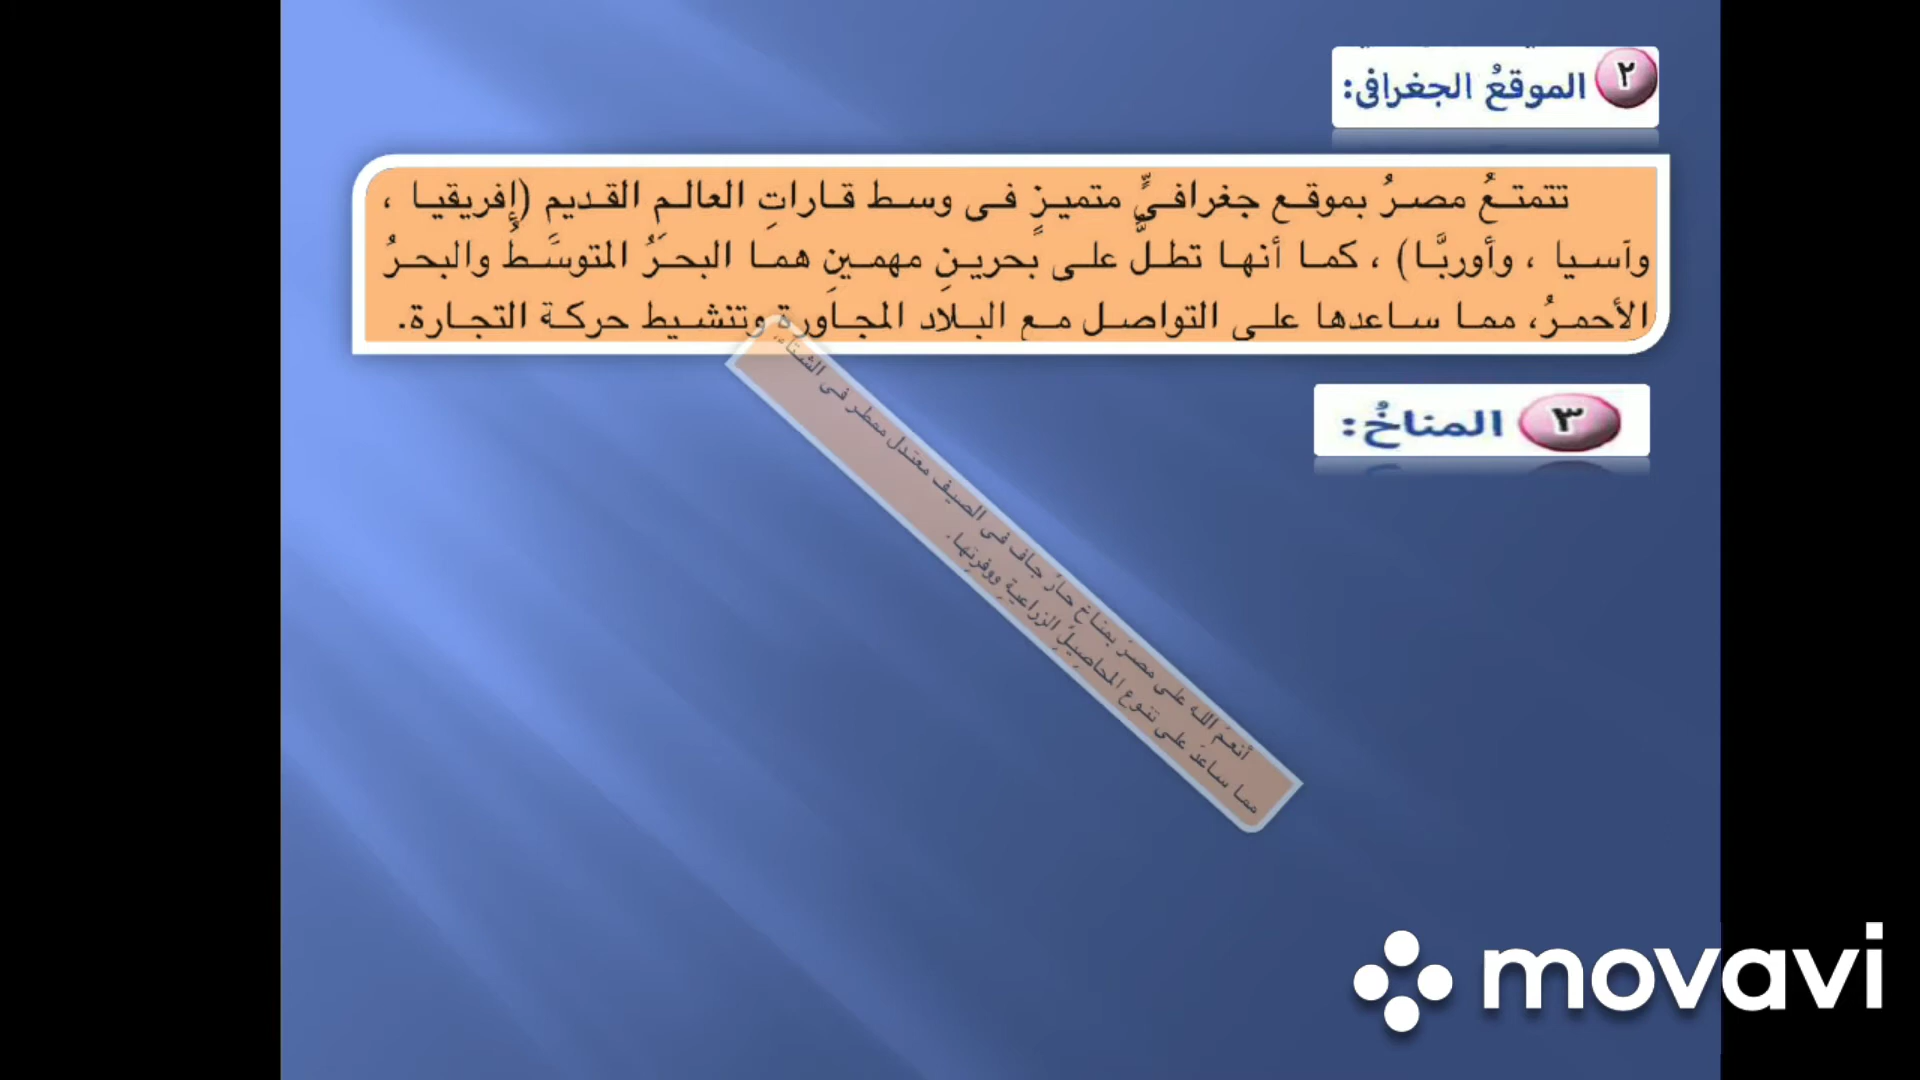 ٢ الموقعُ الجغرافى:
تتمتعُ مصرُ بموقع جغرافىٍّ متميزٍ فى وسط قاراتِ العالمِ القديمِ (إفريقيا ،
وآسيا ، وأوربَّا) ، كما أنها تطلُّ على بحرينِ مهمينِ هما البحرُ المتوسَّطُ والبحرُ
الأحمرُ، مما ساعدها على التواصل مع البلاد المجاورة وتنشيط حركة التجارة.
٣ المناخُ:
أنعمَ الله على مصرَ بمناخ حارٍّ جاف فى الصيف معتدل ممطر فى الشتاء،
مما ساعدَ على تنوع المحاصيلِ الزراعيةِ ووفرتِها.
movavi